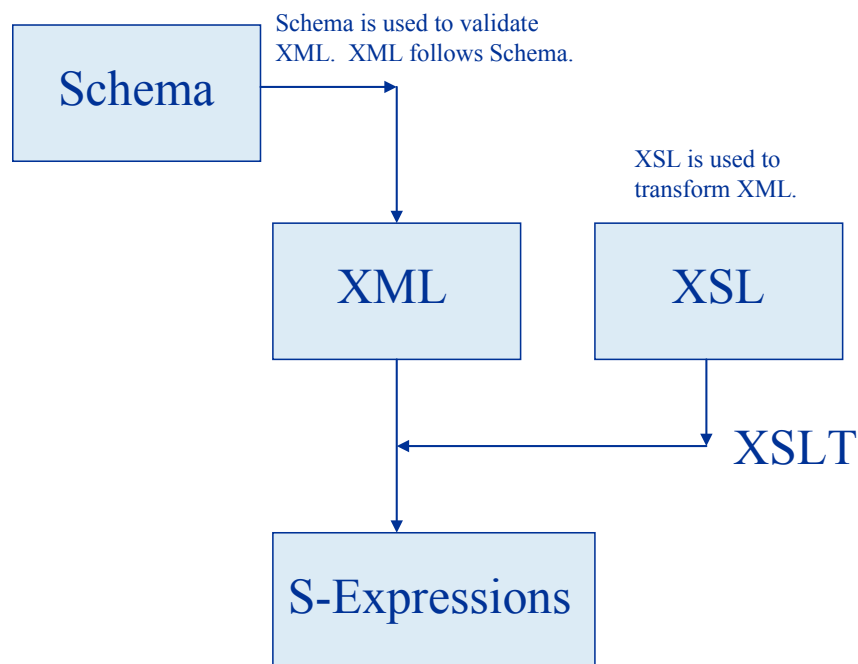 Schema is used to validate
XML.  XML follows Schema.
Schema
XSL is used to
transform XML.
XML
XSL
XSLT
S-Expressions